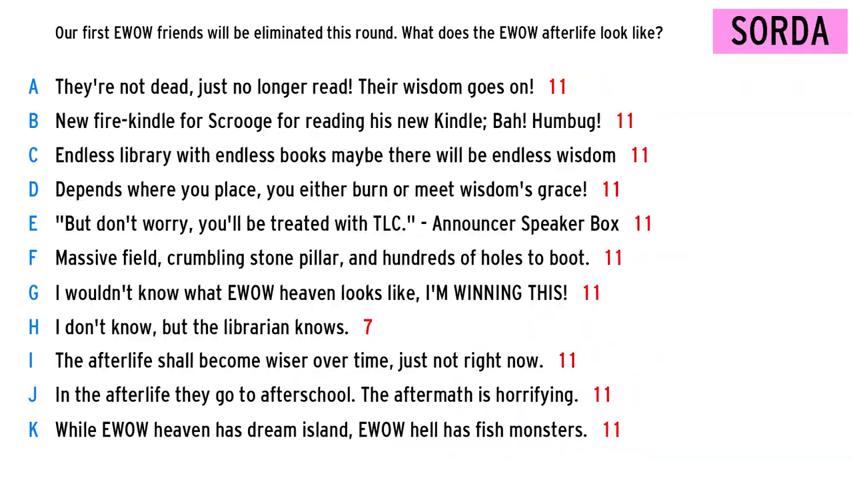 Our first EWOW friends will be eliminated this round. What does the EWOW afterlife look like?
SORDA
A They're not dead, just no longer read! Their wisdom goes on! 11
B New fire-kindle for Scrooge for reading his new Kindle; Bah! Humbug! 11
C Endless library with endless books maybe there will be endless wisdom 11
D Depends where you place, you either burn or meet wisdom's grace! 11
E "But don't worry, you'll be treated with TLC." - Announcer Speaker Box 11
F Massive field, crumbling stone pillar, and hundreds of holes to boot. 11
G I wouldn't know what EWOW heaven looks like, I'M WINNING THIS! 11
H I don't know, but the librarian knows. 7
I The afterlife shall become wiser over time, just not right now. 11
J In the afterlife they go to afterschool. The aftermath is horrifying. 11
K While EWOW heaven has dream island, EWOW hell has fish monsters. 11